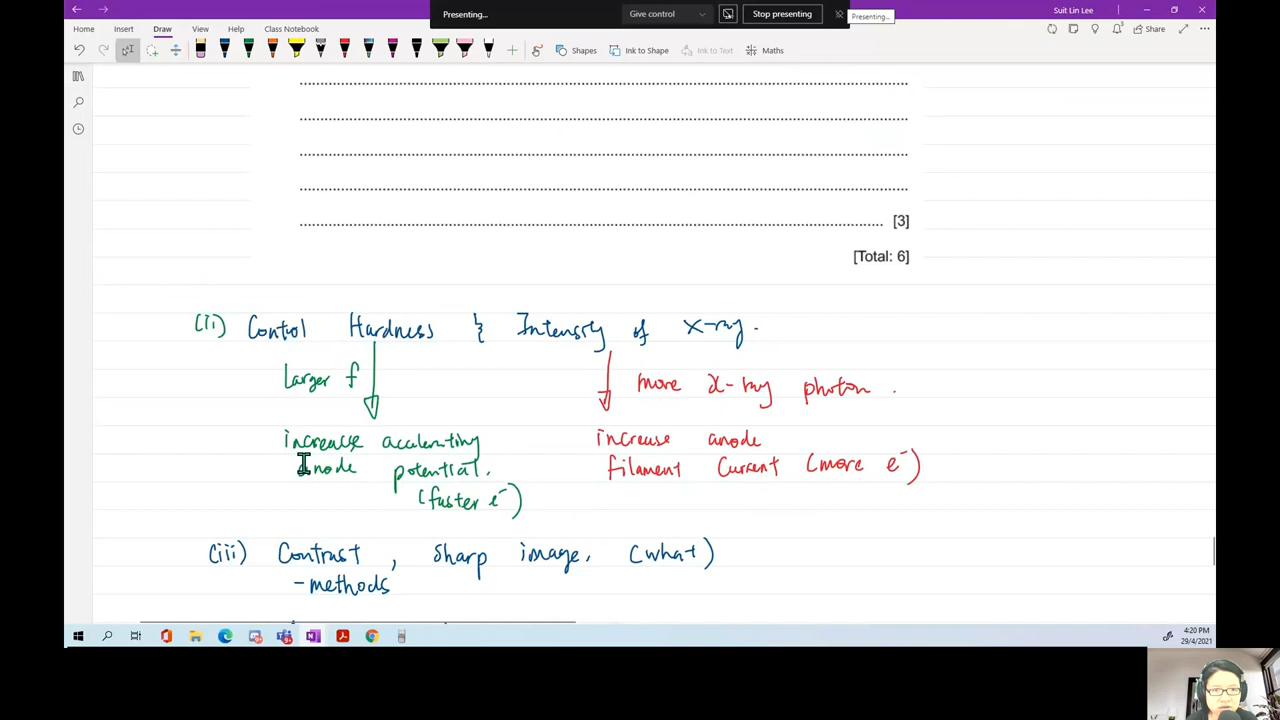 Suit Lin Lee
Presenting...
Give control
Stop presenting
Presenting...
Home Insert Draw View Help Class Notebook
Share
Shapes Ink to Shape Ink to Text Maths
[3]
[Total: 6]
(ii) Control Hardness & Intensity of x-ray.
larger f
more x-ray photon.
increase acclerating
anode potential.
(faster e⁻)
increase anode
filament current (more e⁻)
(iii) Contrast, sharp image. (what)
- methods
4:20 PM
29/4/2021